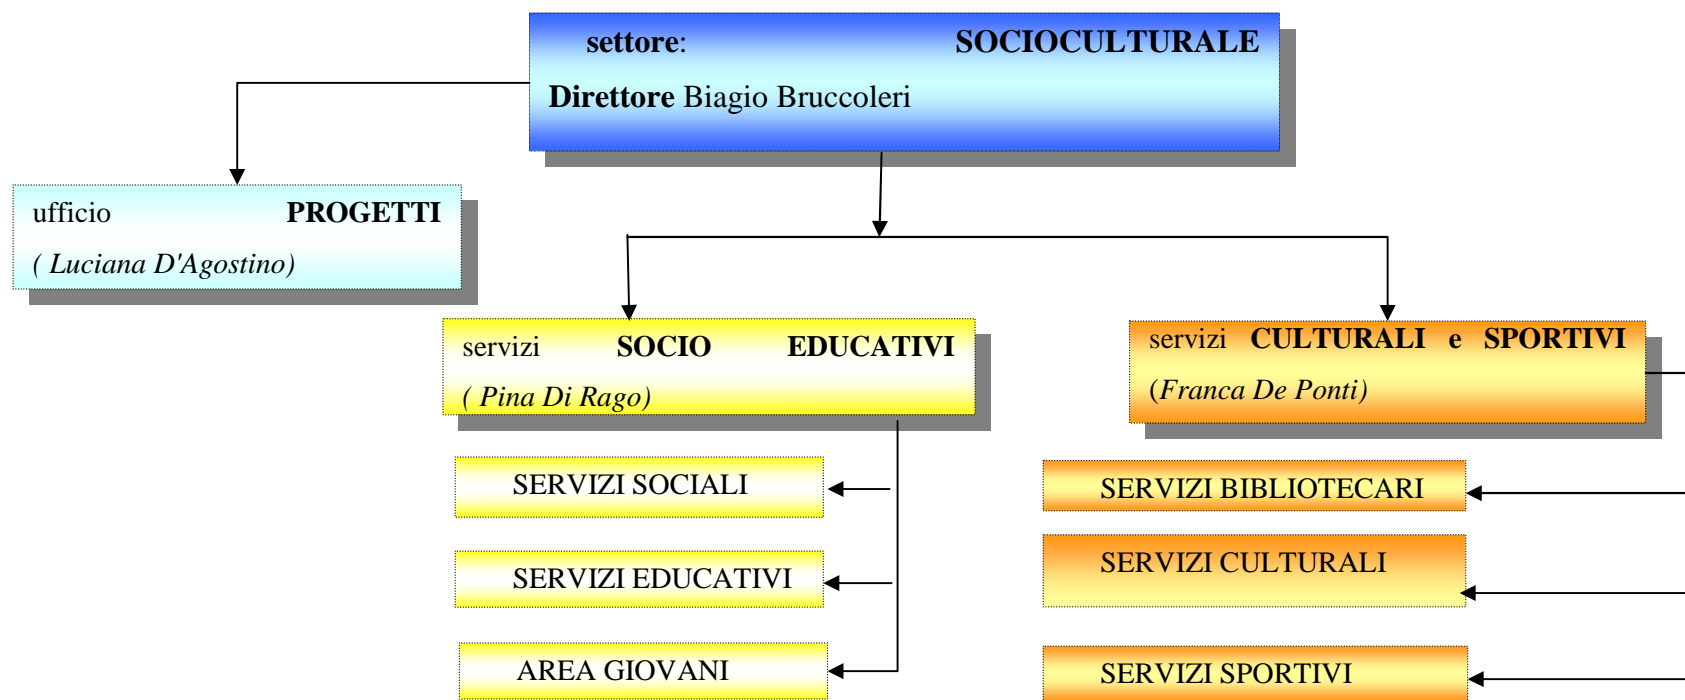 settore: SOCIOCULTURALE
Direttore Biagio Bruccoleri
ufficio PROGETTI
( Luciana D'Agostino)
servizi SOCIO EDUCATIVI
( Pina Di Rago)
servizi CULTURALI e SPORTIVI
(Franca De Ponti)
SERVIZI SOCIALI
SERVIZI EDUCATIVI
AREA GIOVANI
SERVIZI BIBLIOTECARI
SERVIZI CULTURALI
SERVIZI SPORTIVI